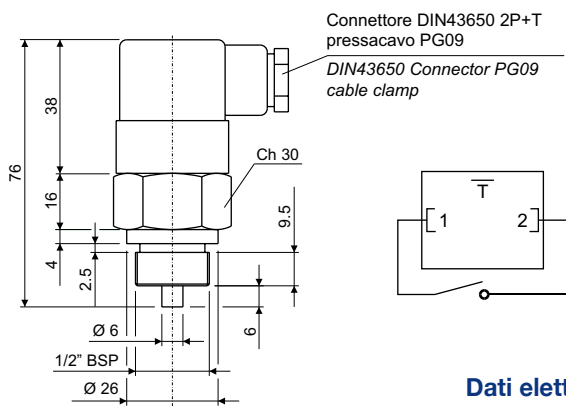 Connettore DIN43650 2P+T
pressacavo PG09
DIN43650 Connector PG09
cable clamp
76
38
Ch 30
16
9.5
T
1
2
4
2.5
6
Ø 6
1/2” BSP
Ø 26
Dati elett